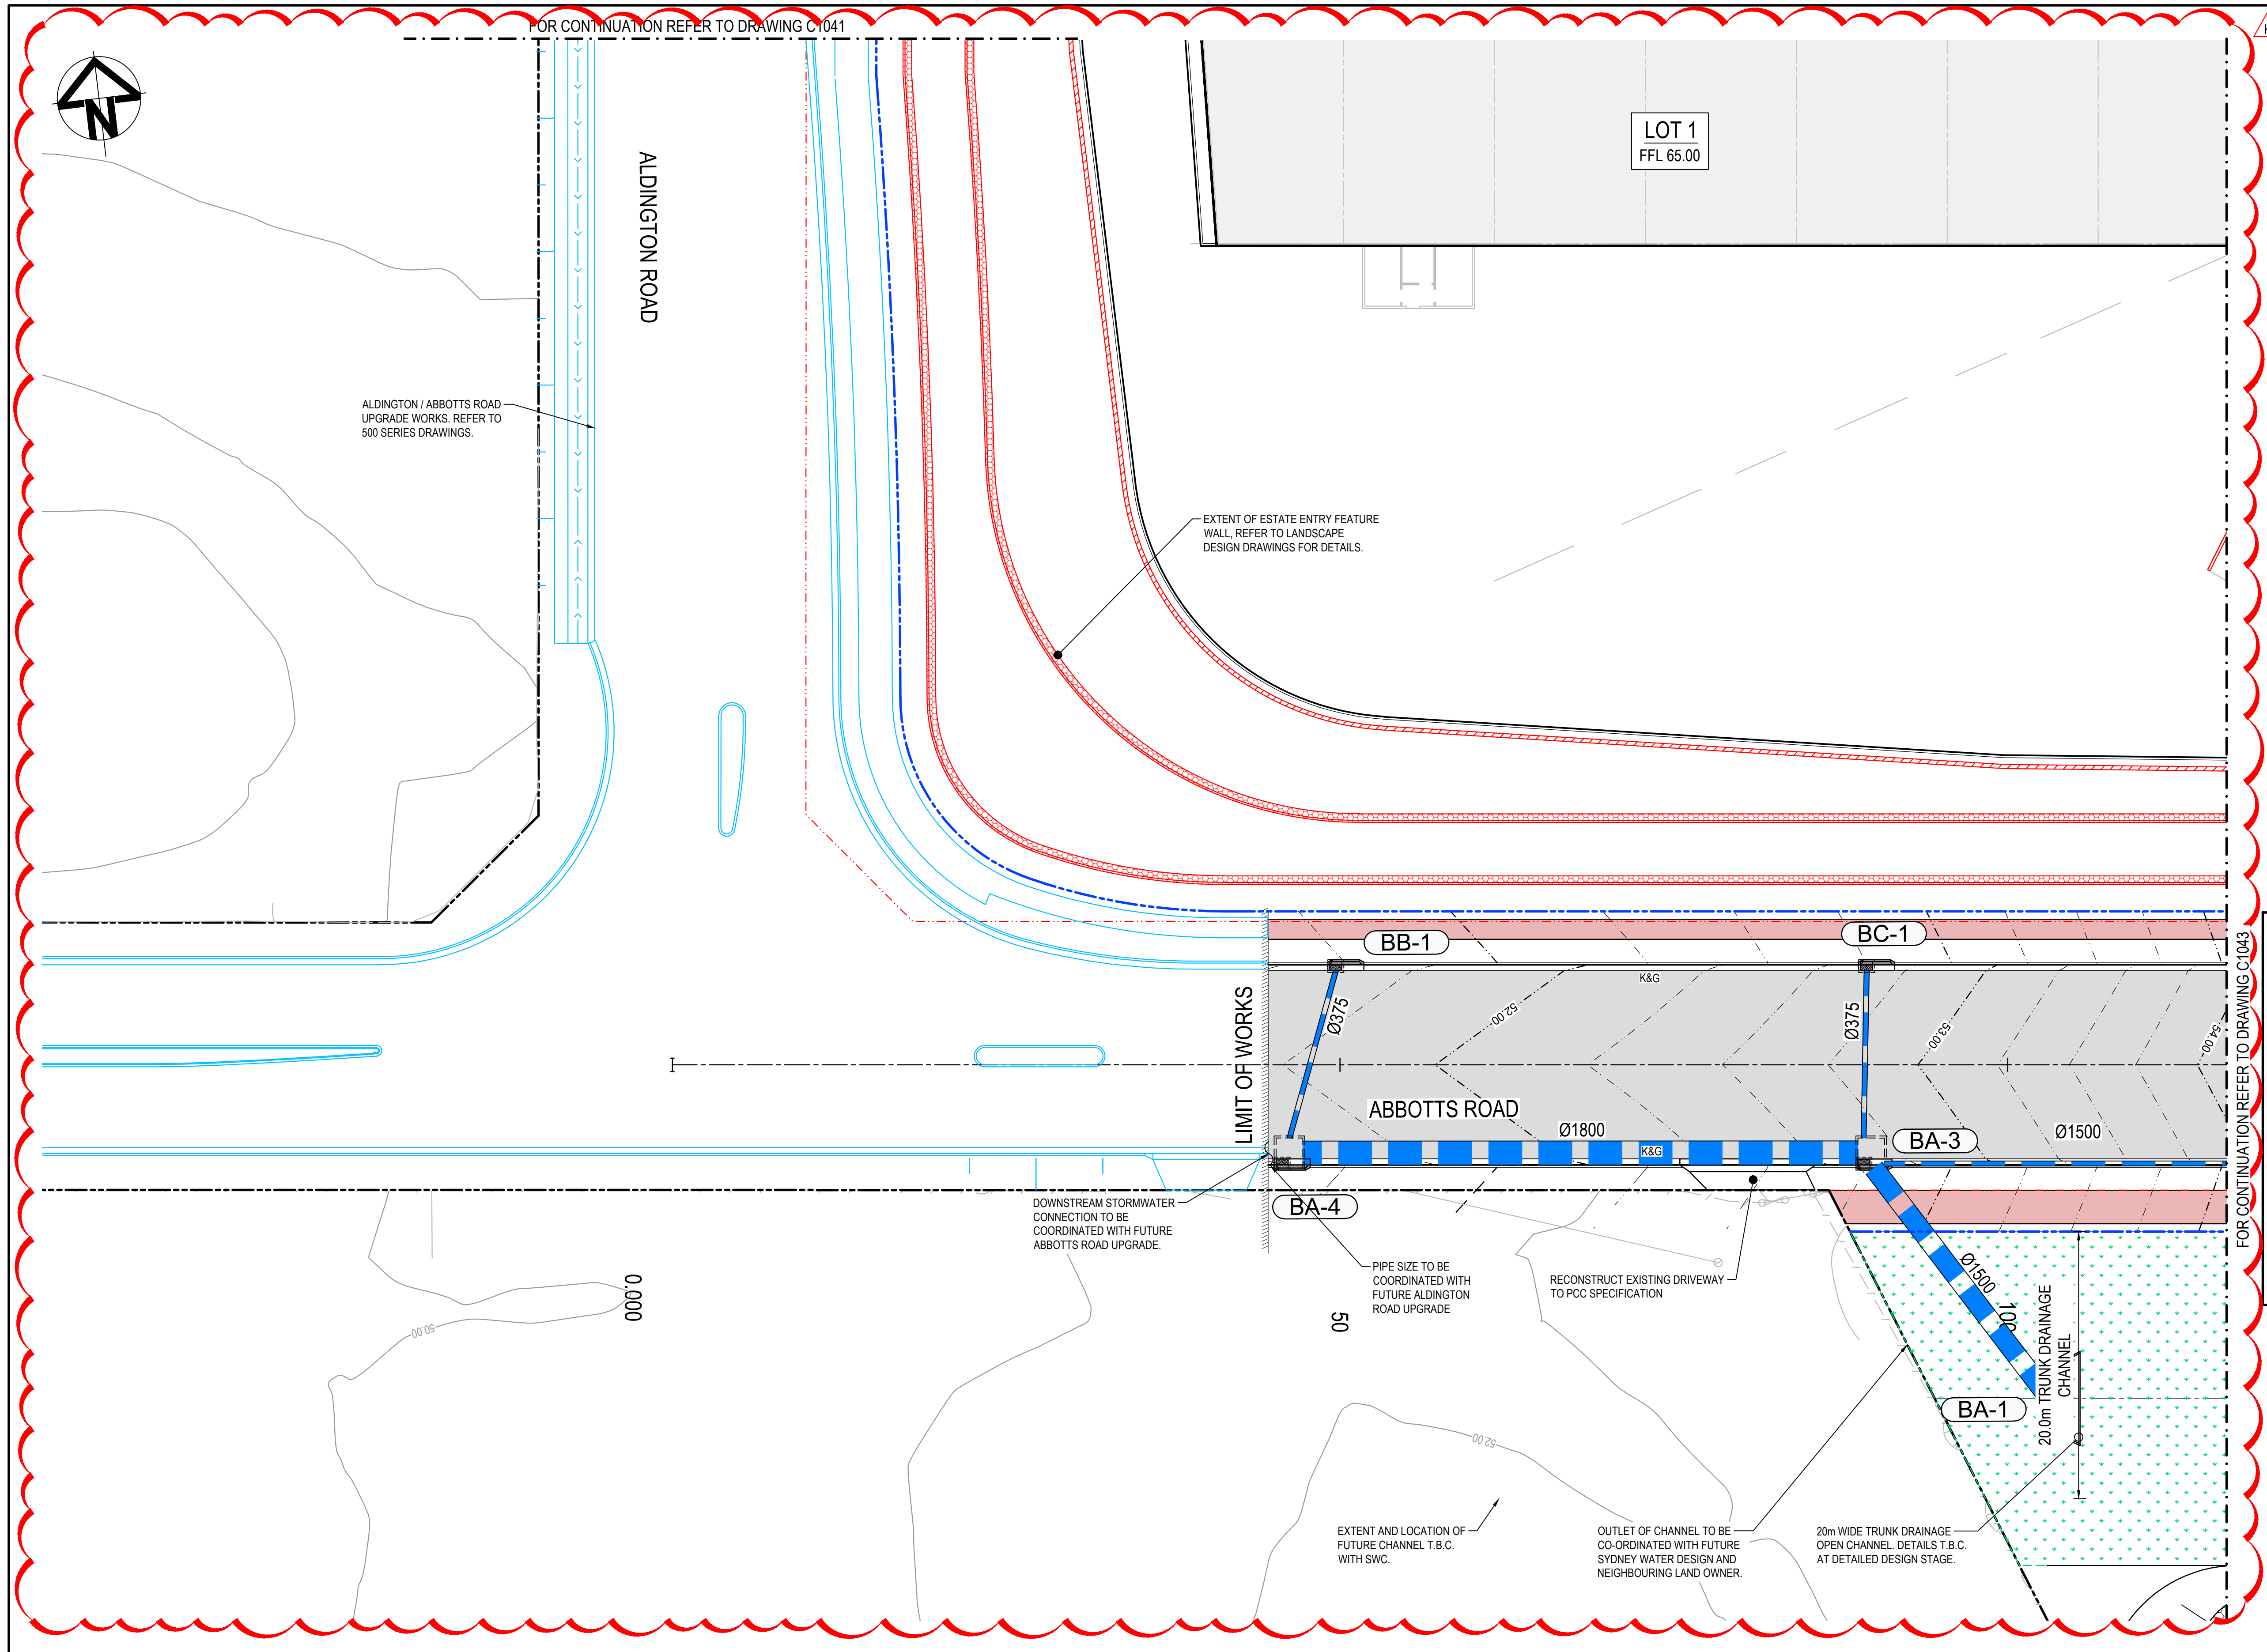 FOR CONTINUATION REFER TO DRAWING C1041
N
ALDINGTON ROAD
LOT 1
FFL 65.00
ALDINGTON / ABBOTTS ROAD
UPGRADE WORKS. REFER TO
500 SERIES DRAWINGS.
EXTENT OF ESTATE ENTRY FEATURE
WALL, REFER TO LANDSCAPE
DESIGN DRAWINGS FOR DETAILS.
BB-1
BC-1
K&G
Ø375
52.00
Ø375
53.00
54.00
FOR CONTINUATION REFER TO DRAWING C1043
LIMIT OF WORKS
ABBOTTS ROAD
Ø1800
K&G
BA-3
Ø1500
BA-4
DOWNSTREAM STORMWATER
CONNECTION TO BE
COORDINATED WITH FUTURE
ABBOTTS ROAD UPGRADE.
PIPE SIZE TO BE
COORDINATED WITH
FUTURE ALDINGTON
ROAD UPGRADE
RECONSTRUCT EXISTING DRIVEWAY
TO PCC SPECIFICATION
0.000
50
50.00
Ø1500
100
20.0m TRUNK DRAINAGE
CHANNEL
BA-1
52.00
EXTENT AND LOCATION OF
FUTURE CHANNEL T.B.C.
WITH SWC.
OUTLET OF CHANNEL TO BE
CO-ORDINATED WITH FUTURE
SYDNEY WATER DESIGN AND
NEIGHBOURING LAND OWNER.
20m WIDE TRUNK DRAINAGE
OPEN CHANNEL. DETAILS T.B.C.
AT DETAILED DESIGN STAGE.